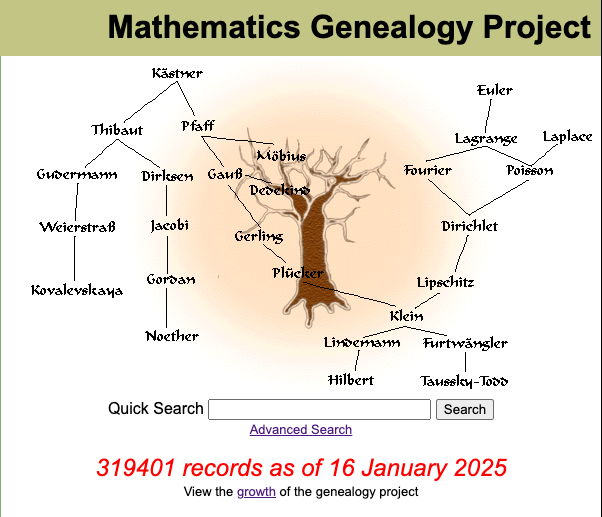 Mathematics Genealogy Project
Kästner
Euler
Thibaut
Pfaff
Lagrange
Laplace
Möbius
Gudermann
Dirksen
Gauß
Dedekind
Fourier
Poisson
Weierstraß
Jacobi
Gerling
Dirichlet
Plücker
Kovalevskaya
Gordan
Lipschitz
Klein
Noether
Lindemann
Furtwängler
Hilbert
Taussky-Todd
Quick Search
Search
Advanced Search
319401 records as of 16 January 2025
View the growth of the genealogy project